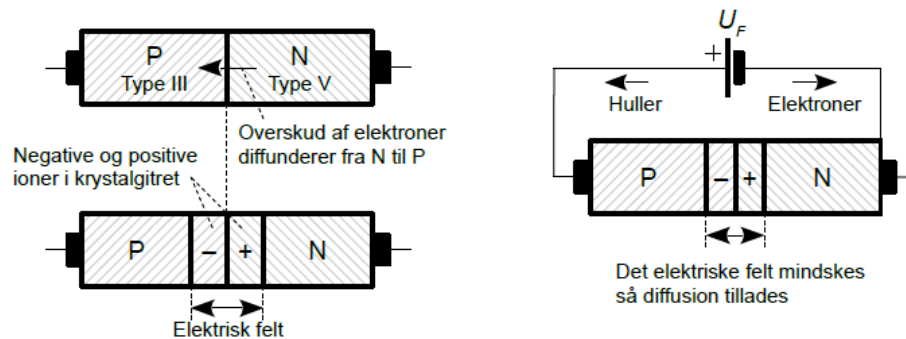 P
Type III
N
Type V
Overskud af elektroner
diffunderer fra N til P
Negative og positive
ioner i krystalgitret
P
–
+
N
Elektrisk felt
U_F
+
Huller
Elektroner
P
–
+
N
Det elektriske felt mindskes
så diffusion tillades